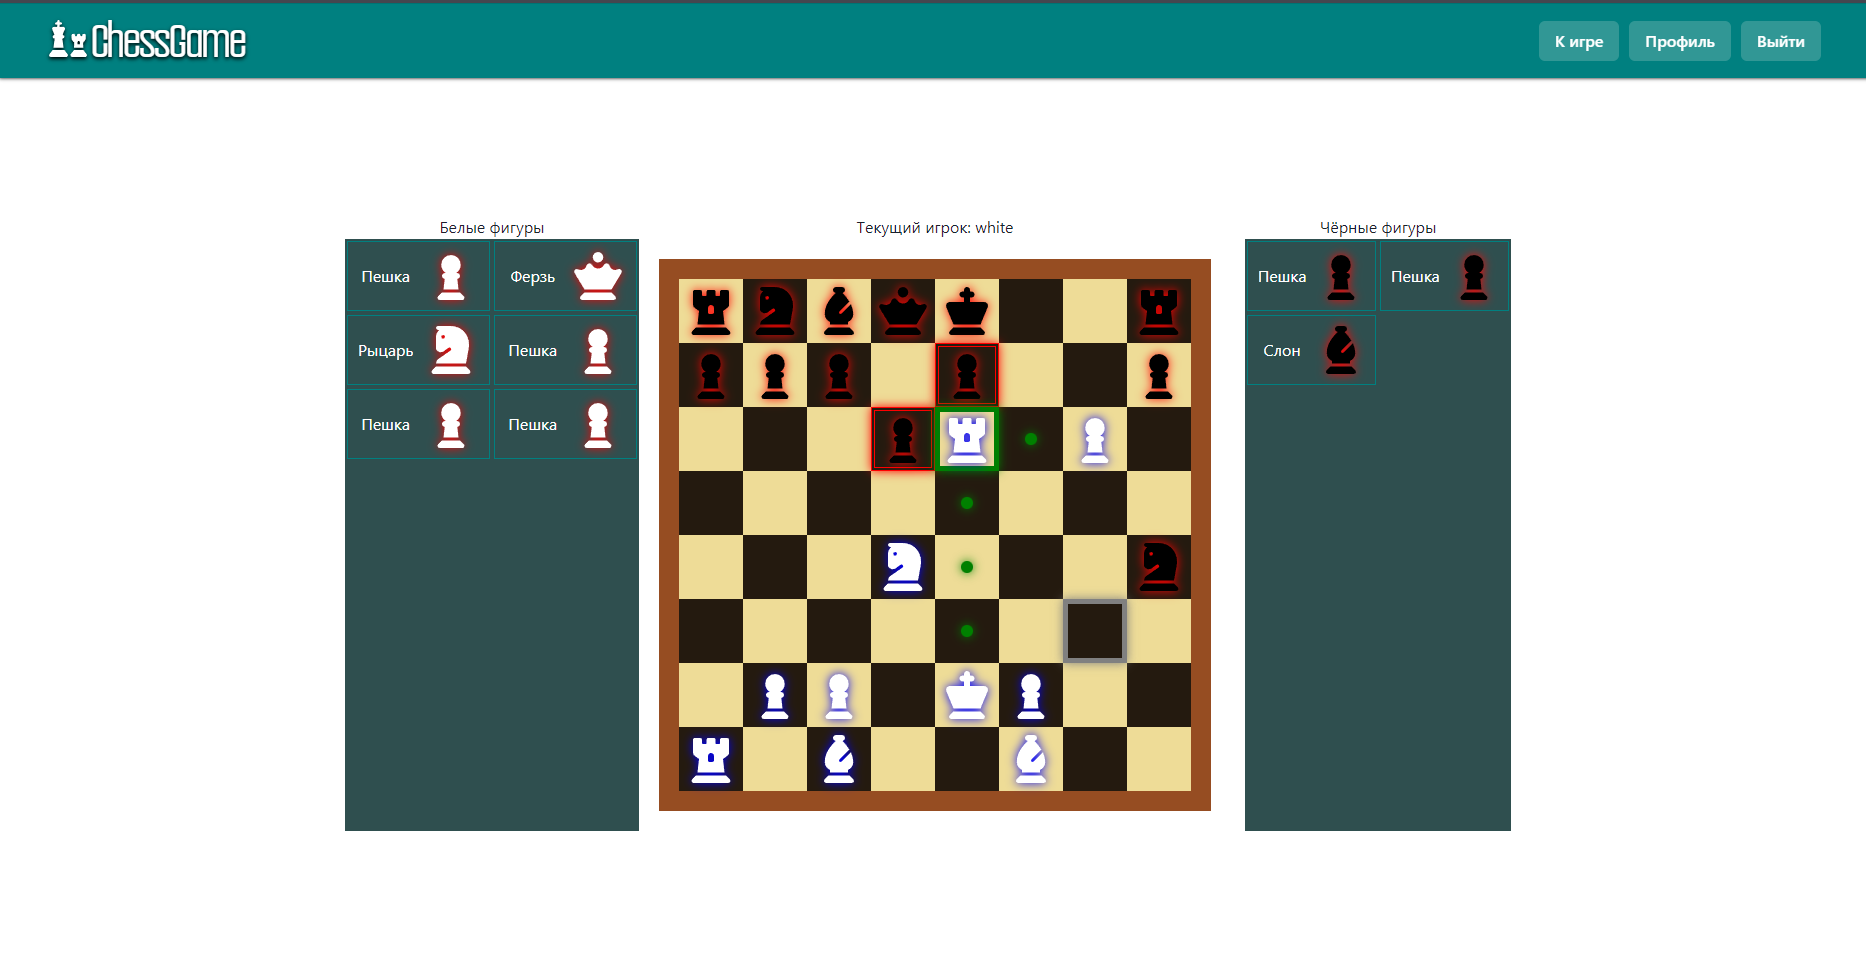 ChessGame
К игре
Профиль
Выйти
Белые фигуры
Пешка
Ферзь
Рыцарь
Пешка
Пешка
Пешка
Текущий игрок: white
Чёрные фигуры
Пешка
Пешка
Слон